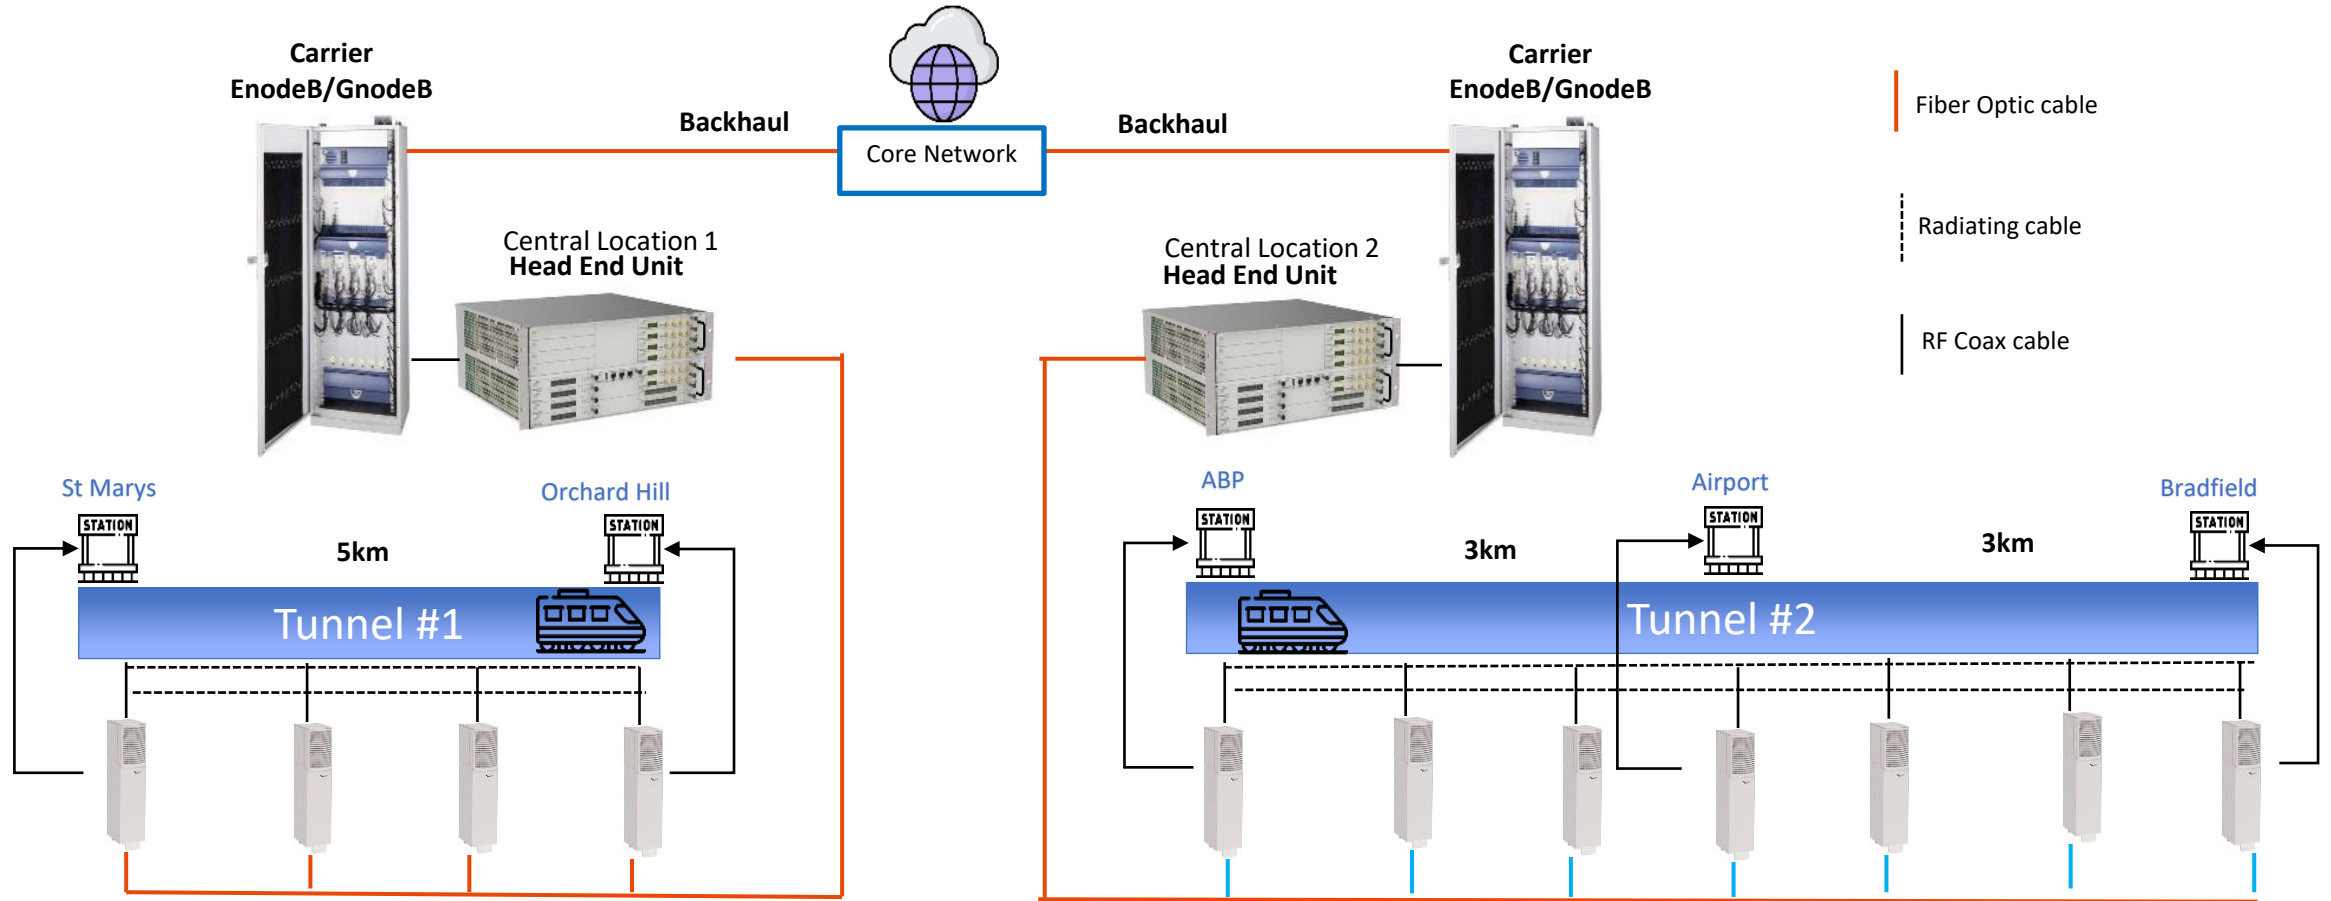 Carrier
EnodeB/GnodeB
Backhaul
Core Network
Backhaul
Carrier
EnodeB/GnodeB
Fiber Optic cable
Radiating cable
RF Coax cable
Central Location 1
Head End Unit
Central Location 2
Head End Unit
St Marys
STATION
5km
Orchard Hill
STATION
Tunnel #1
ABP
STATION
3km
Airport
STATION
3km
Bradfield
STATION
Tunnel #2